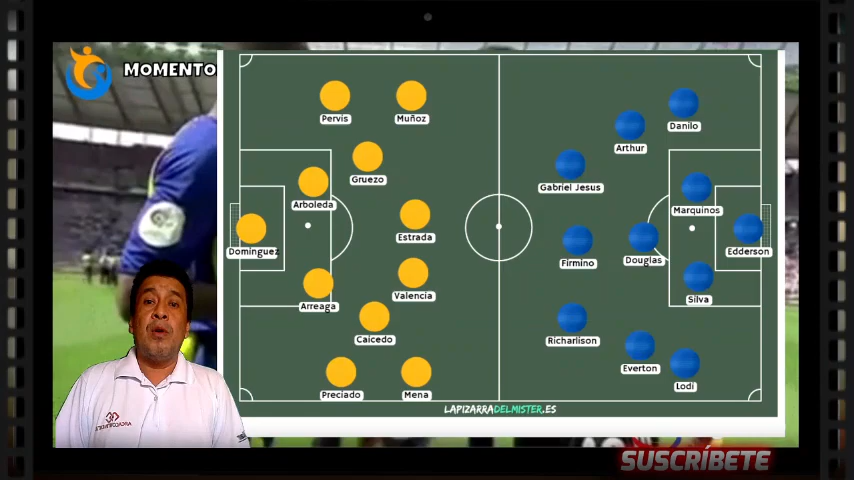 MOMENTO
Pervis
Muñoz
Danilo
Arthur
Gruezo
Gabriel Jesus
Arboleda
Marquinos
Estrada
Dominguez
Edderson
Firmino
Douglas
Valencia
Silva
Arreaga
Caicedo
Richarlison
Everton
Lodi
Preciado
Mena
LAPIZARRADELMISTER.ES
SUSCRÍBETE